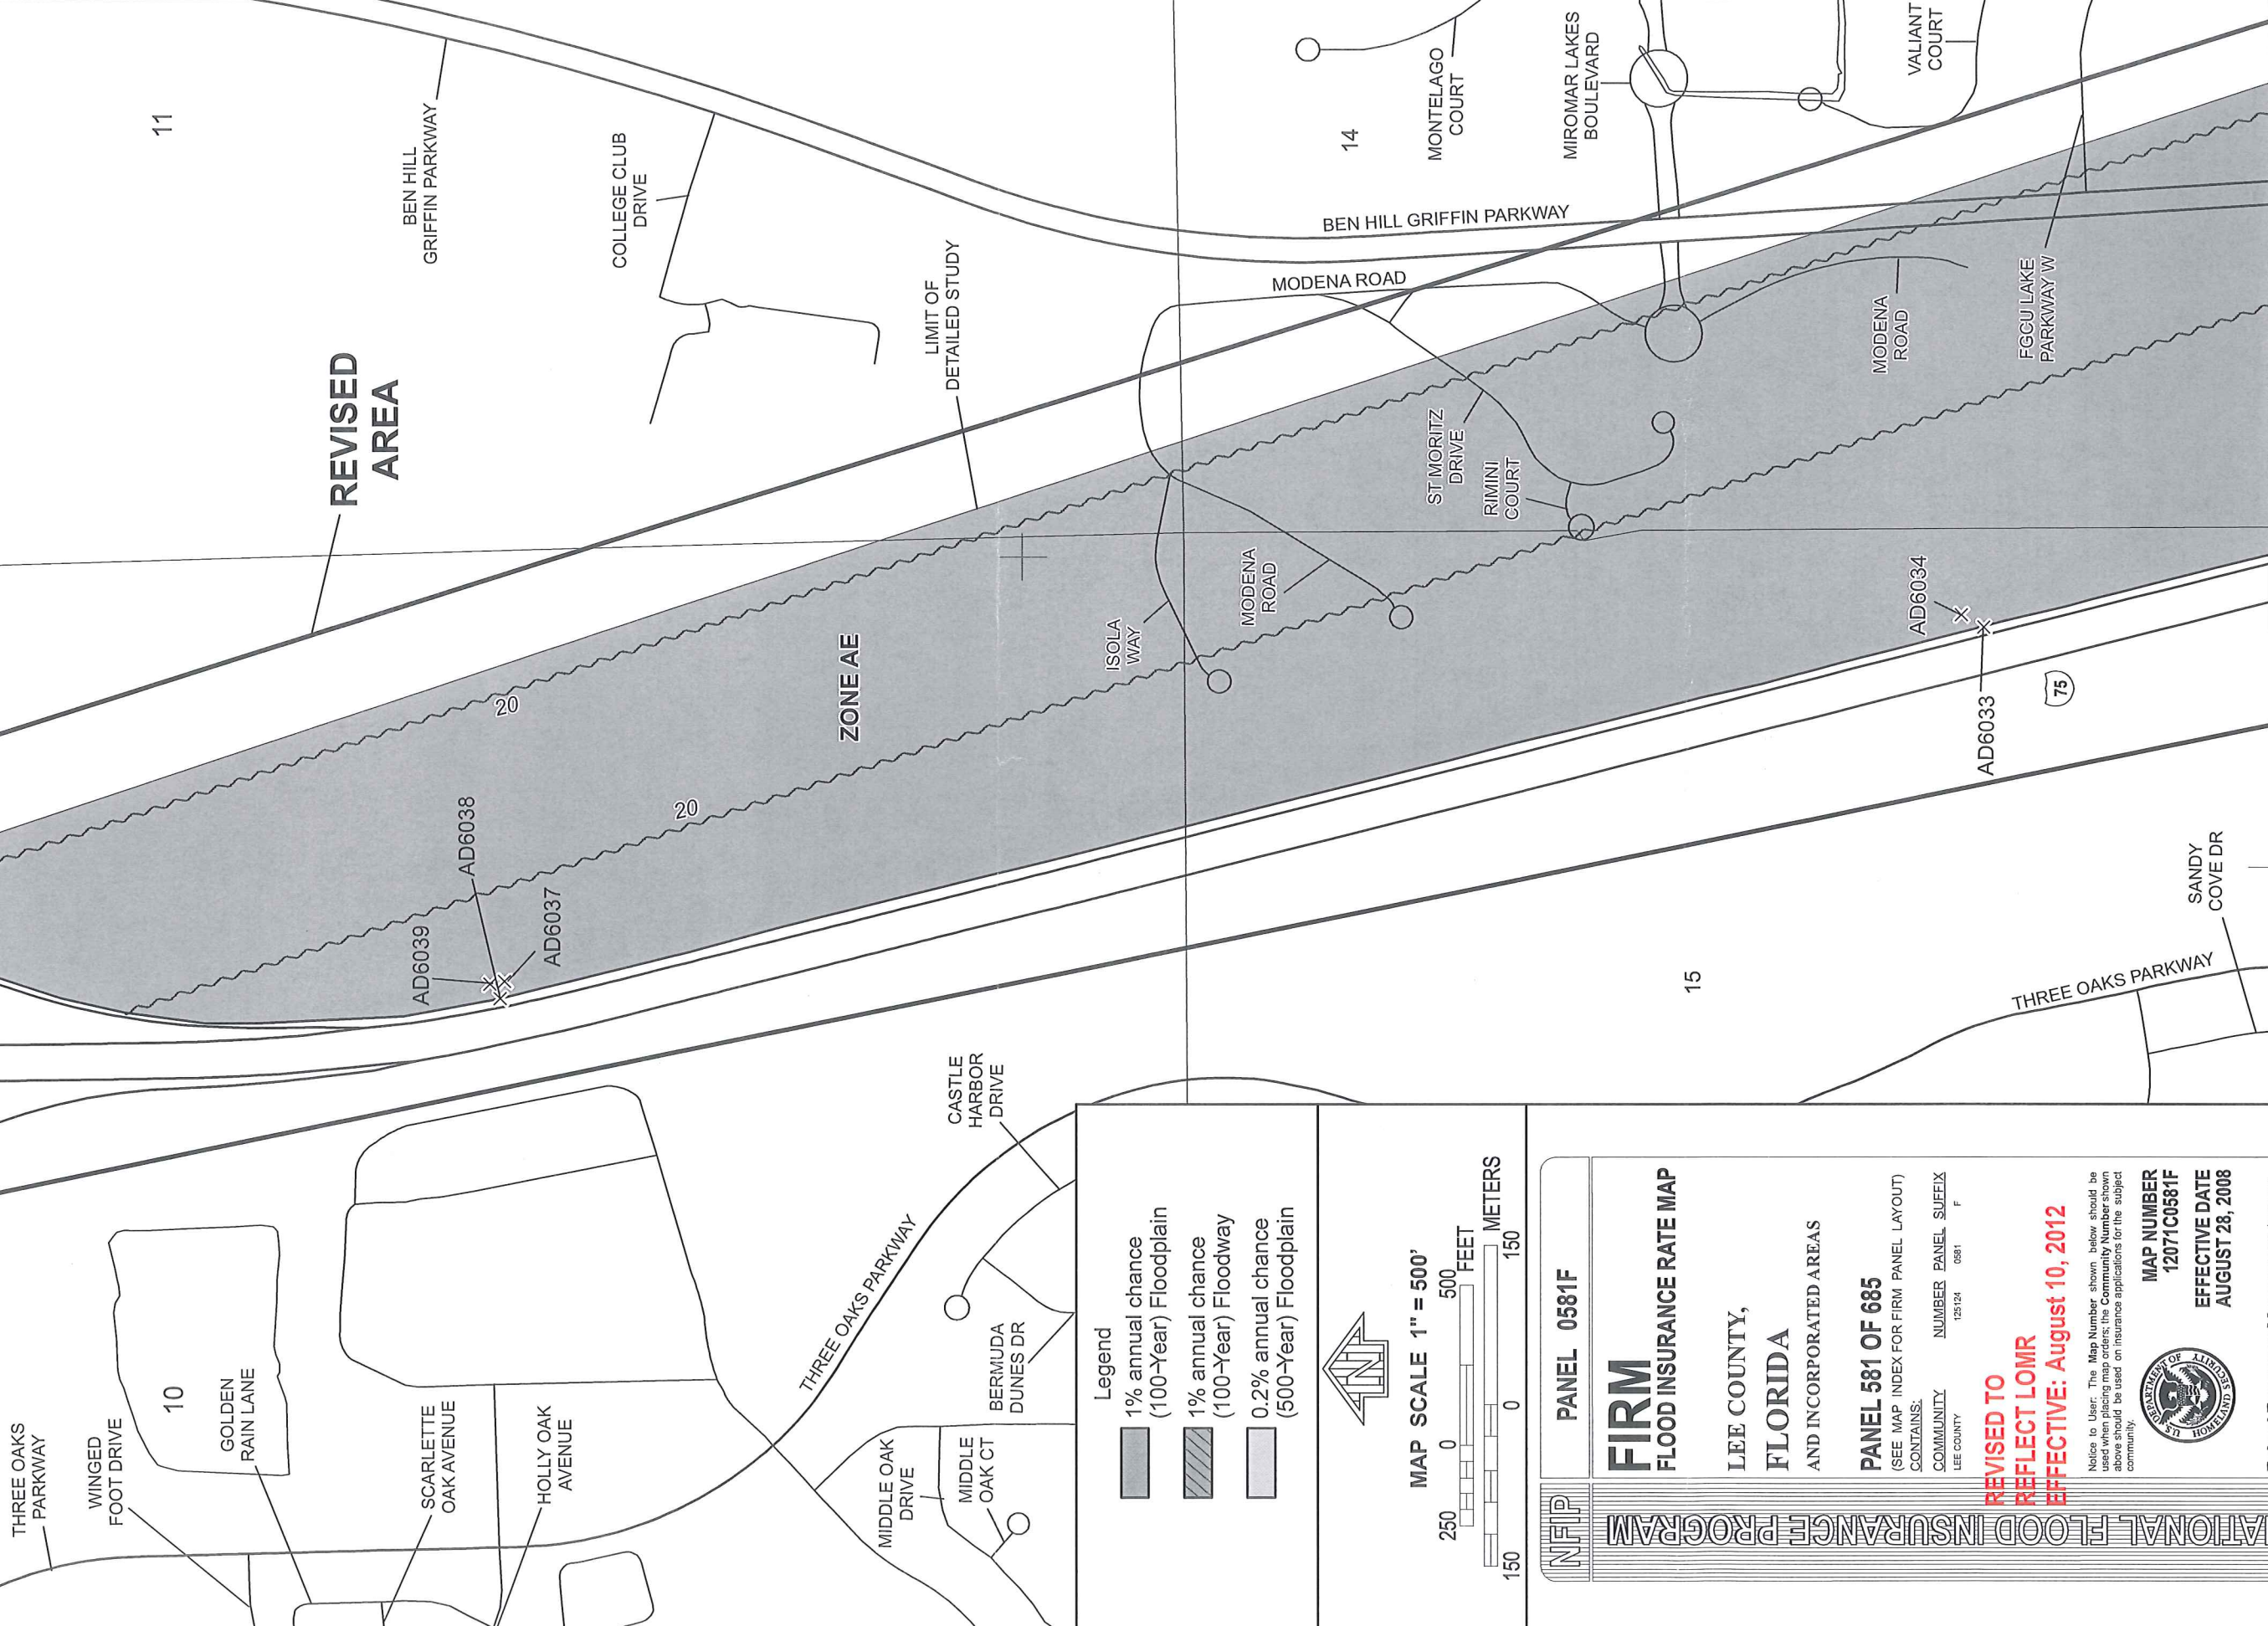 11
BEN HILL
GRIFFIN PARKWAY
COLLEGE CLUB
DRIVE
REVISED
AREA
LIMIT OF
DETAILED STUDY
14
MONTELAGO
COURT
MIROMAR LAKES
BOULEVARD
VALIANT
COURT
BEN HILL GRIFFIN PARKWAY
MODENA ROAD
MODENA
ROAD
FGCU LAKE
PARKWAY W
ST MORITZ
DRIVE
RIMINI
COURT
MODENA
ROAD
ISOLA
WAY
ZONE AE
20
20
AD6039
AD6038
AD6037
AD6034
AD6033
75
15
SANDY
COVE DR
THREE OAKS PARKWAY
CASTLE
HARBOR
DRIVE
THREE OAKS PARKWAY
BERMUDA
DUNES DR
MIDDLE OAK
DRIVE
MIDDLE
OAK CT
THREE OAKS
PARKWAY
WINGED
FOOT DRIVE
10
GOLDEN
RAIN LANE
SCARLETTE
OAK AVENUE
HOLLY OAK
AVENUE
Legend
1% annual chance
(100-Year) Floodplain
1% annual chance
(100-Year) Floodway
0.2% annual chance
(500-Year) Floodplain
N
MAP SCALE 1" = 500'
250 0 500
FEET
METERS
150 0 150
NFIP
PANEL 0581F
FIRM
FLOOD INSURANCE RATE MAP
LEE COUNTY,
FLORIDA
AND INCORPORATED AREAS
PANEL 581 OF 685
(SEE MAP INDEX FOR FIRM PANEL LAYOUT)
CONTAINS:
COMMUNITY NUMBER PANEL SUFFIX
LEE COUNTY 125124 0581 F
REVISED TO
REFLECT LOMR
EFFECTIVE: August 10, 2012
Notice to User: The Map Number shown below should be
used when placing map orders; the Community Number shown
above should be used on insurance applications for the subject
community.
MAP NUMBER
12071C0581F
EFFECTIVE DATE
AUGUST 28, 2008
U.S. DEPARTMENT OF HOMELAND SECURITY
ATIONAL FLOOD INSURANCE PROGRAM